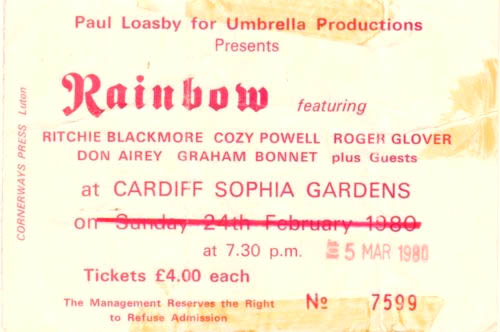 Paul Loasby for Umbrella Productions
Presents
Rainbow featuring
RITCHIE BLACKMORE COZY POWELL ROGER GLOVER
DON AIREY GRAHAM BONNET plus Guests
at CARDIFF SOPHIA GARDENS
on Sunday 24th February 1980
at 7.30 p.m. 5 MAR 1980
Tickets £4.00 each
The Management Reserves the Right
to Refuse Admission
No 7599
CORNERWAYS PRESS Luton